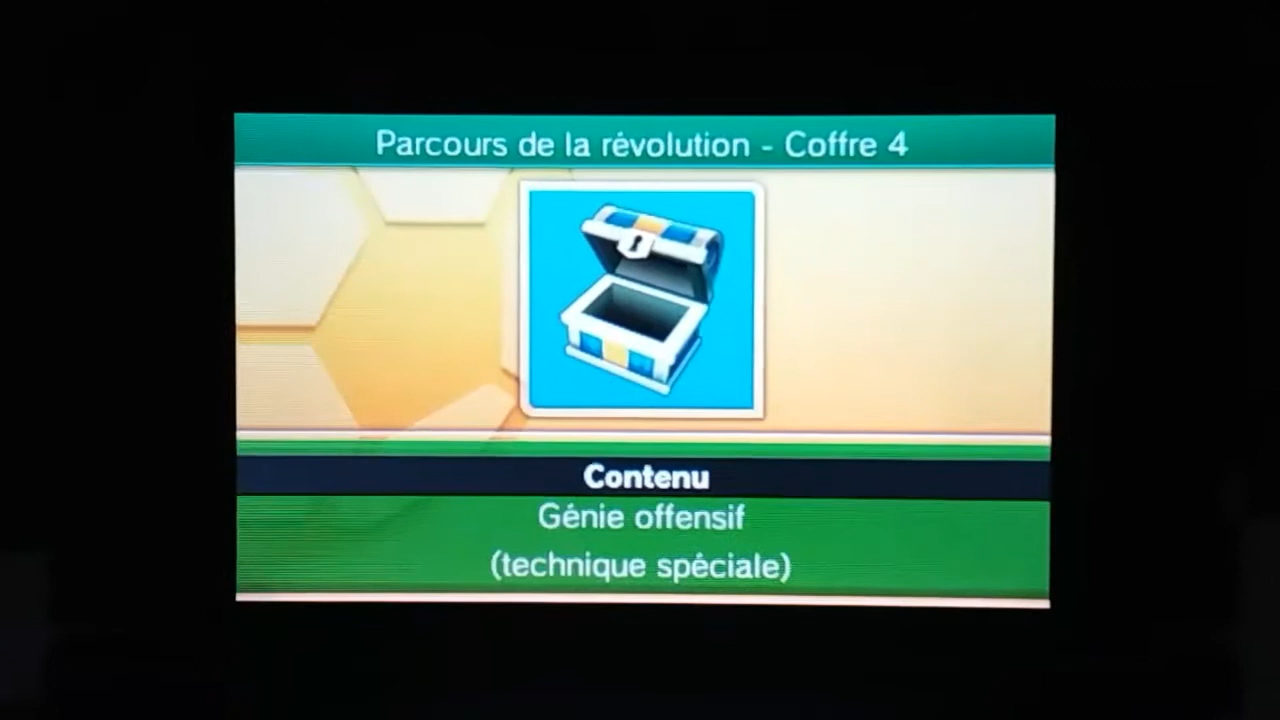 Parcours de la révolution - Coffre 4
Contenu
Génie offensif
(technique spéciale)